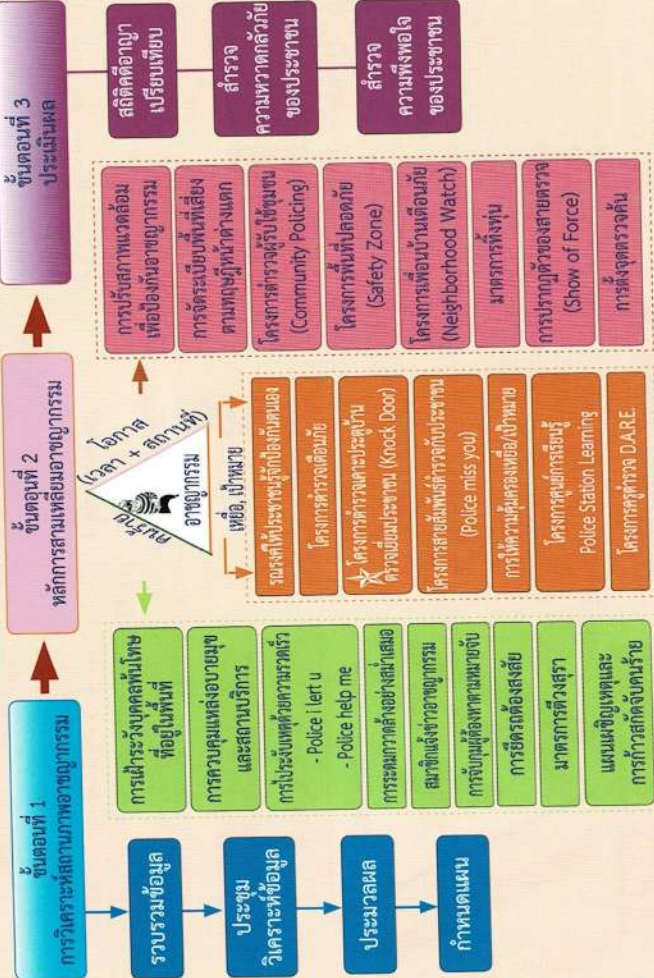 ขั้นตอนที่ 1
การวิเคราะห์สถานภาพอาชญากรรม
รวบรวมข้อมูล
ประชุม
วิเคราะห์ข้อมูล
ประมวลผล
กำหนดแผน
ขั้นตอนที่ 2
หลักการสามเหลี่ยมอาชญากรรม
คนร้าย
โอกาส
(เวลา + สถานที่)
อาชญากรรม
เหยื่อ, เป้าหมาย
การเฝ้าระวังบุคคลพ้นโทษ
ที่อยู่ในพื้นที่
การควบคุมแหล่งอบายมุข
และสถานบริการ
การไประงับเหตุด้วยความรวดเร็ว
- Police i lert u
- Police help me
การระดมกวาดล้างอย่างสม่ำเสมอ
สมาชิกแจ้งข่าวอาชญากรรม
การจับกุมผู้ต้องหาตามหมายจับ
การยึดรถต้องสงสัย
มาตรการตีวงสุรา
แผนเผชิญเหตุและ
การก้าวสกัดจับคนร้าย
รณรงค์ให้ประชาชนรู้จักป้องกันตนเอง
โครงการตำรวจเตือนภัย
โครงการตำรวจเคาะประตูบ้าน
ตรวจเยี่ยมประชาชน (Knock Door)
โครงการสายสัมพันธ์ตำรวจกับประชาชน
(Police miss you)
การให้ความคุ้มครองเหยื่อ/เป้าหมาย
โครงการศูนย์การเรียนรู้
Police Station Learning
โครงการครูตำรวจ D.A.R.E.
การปรับสภาพแวดล้อม
เพื่อป้องกันอาชญากรรม
การจัดระเบียบพื้นที่เสี่ยง
ตามทฤษฎีหน้าต่างแตก
โครงการตำรวจผู้รับใช้ชุมชน
(Community Policing)
โครงการพื้นที่ปลอดภัย
(Safety Zone)
โครงการเพื่อนบ้านเตือนภัย
(Neighborhood Watch)
มาตรการทิ้งทุ่น
การปรากฏตัวของสายตรวจ
(Show of Force)
การตั้งจุดตรวจค้น
ขั้นตอนที่ 3
ประเมินผล
สถิติคดีอาญา
เปรียบเทียบ
สำรวจ
ความหวาดกลัวภัย
ของประชาชน
สำรวจ
ความพึงพอใจ
ของประชาชน